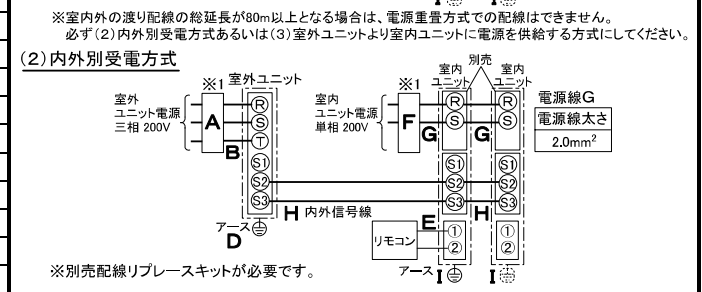 ※室内外の渡り配線の総延長が80m以上となる場合は、電源重畳方式での配線はできません。
必ず(2)内外別受電方式あるいは(3)室外ユニットより室内ユニットに電源を供給する方式にしてください。
(2)内外別受電方式
※1
室外ユニット
室外
ユニット電源
三相 200V
A
B
R
S
T
S1
S2
S3
アース
D
H 内外信号線
※1
室内
ユニット電源
単相 200V
F
G
室内
ユニット
別売
室内
ユニット
R
S
S1
S2
S3
G
R
S
S1
S2
S3
H
E
リモコン
①
②
①
②
アース I
I
電源線G
電源線太さ
2.0mm²
※別売配線リプレースキットが必要です。